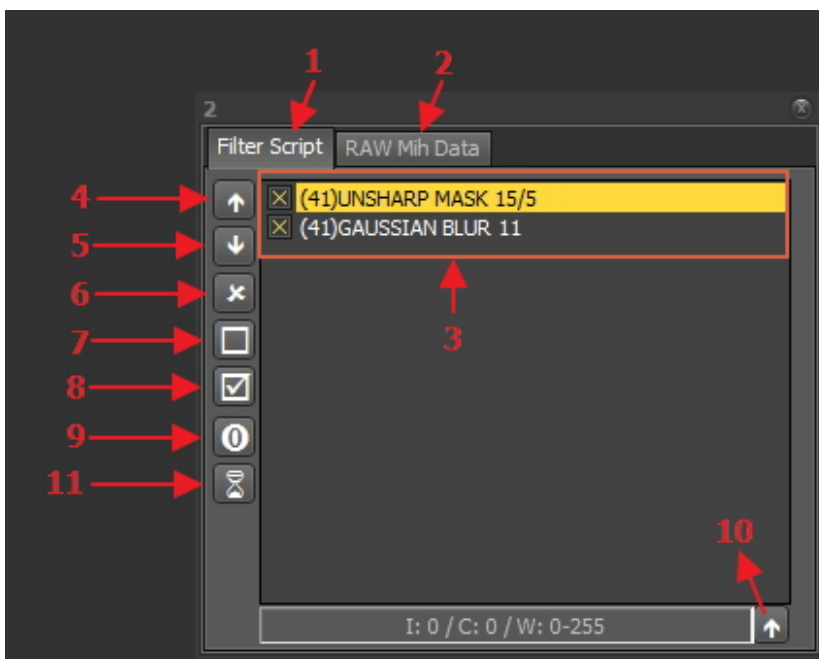 1
2
2
Filter Script
RAW Mih Data
4
(41)UNSHARP MASK 15/5
5
(41)GAUSSIAN BLUR 11
6
3
7
8
9
0
11
10
I: 0 / C: 0 / W: 0-255